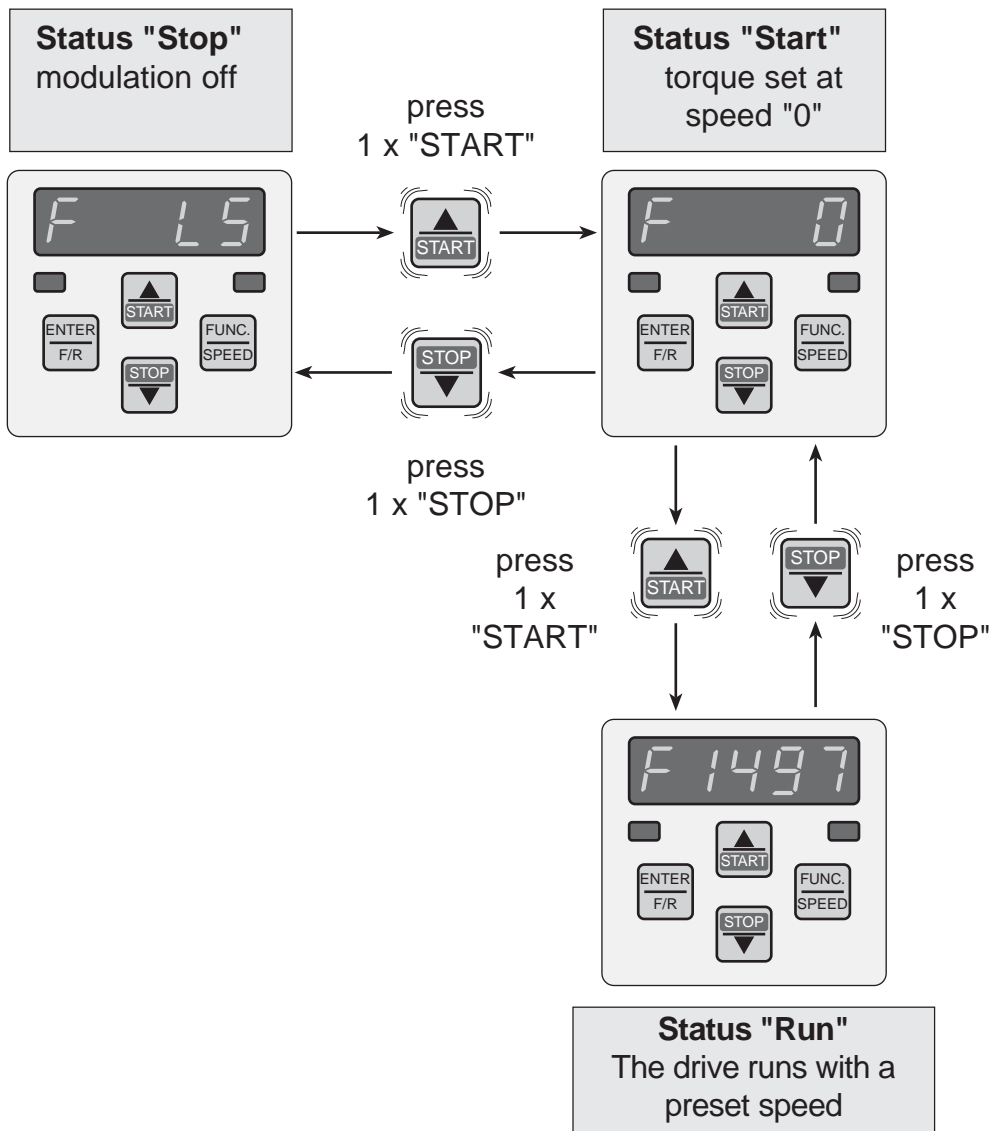 Status "Stop"
modulation off
press
1 x "START"
Status "Start"
torque set at
speed "0"
F LS
START
ENTER
F/R
FUNC.
SPEED
STOP
START
STOP
F 0
START
ENTER
F/R
FUNC.
SPEED
STOP
press
1 x "STOP"
press
1 x
"START"
START
STOP
press
1 x
"STOP"
F 1497
START
ENTER
F/R
FUNC.
SPEED
STOP
Status "Run"
The drive runs with a
preset speed